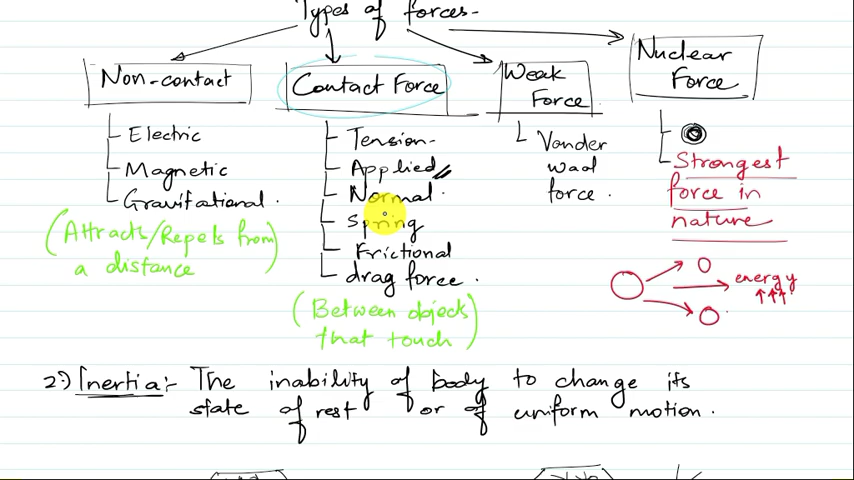 Types of forces.
Non-contact
Electric
Magnetic
Gravitational.
(Attracts/Repels from
a distance)
Contact Force
Tension.
Applied
Normal.
Spring
Frictional
drag force.
(Between objects
that touch)
Weak
Force
Vander
waal
force.
Nuclear
Force
Strongest
force in
nature
energy
2:) Inertia:- The inability of body to change its
state of rest or of uniform motion.